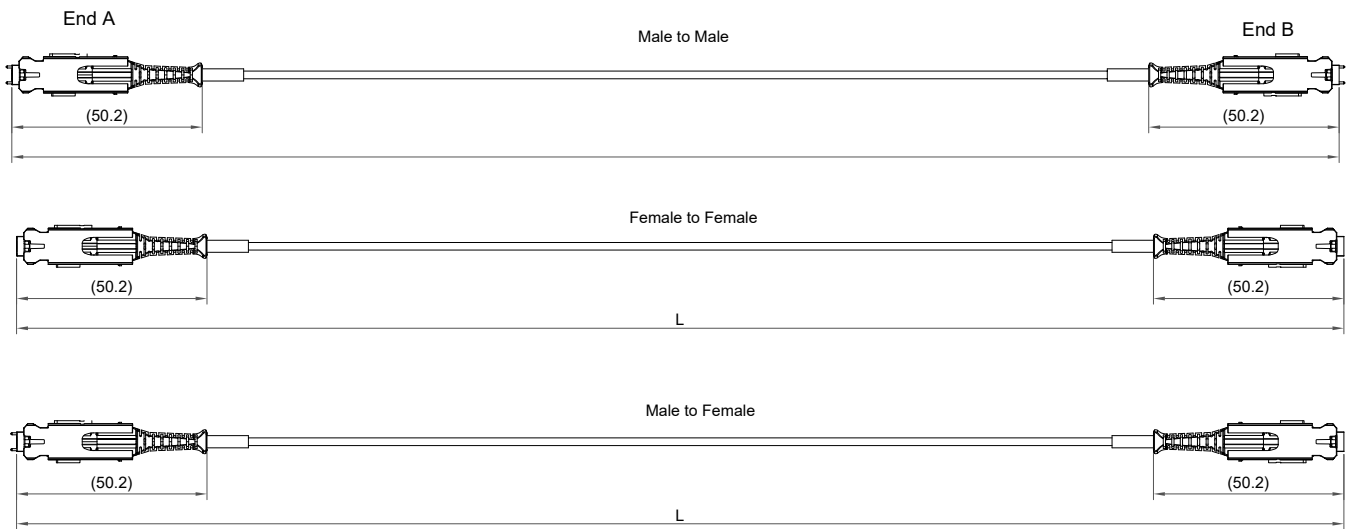 End A
Male to Male
End B
(50.2)
(50.2)
Female to Female
(50.2)
(50.2)
L
Male to Female
(50.2)
(50.2)
L